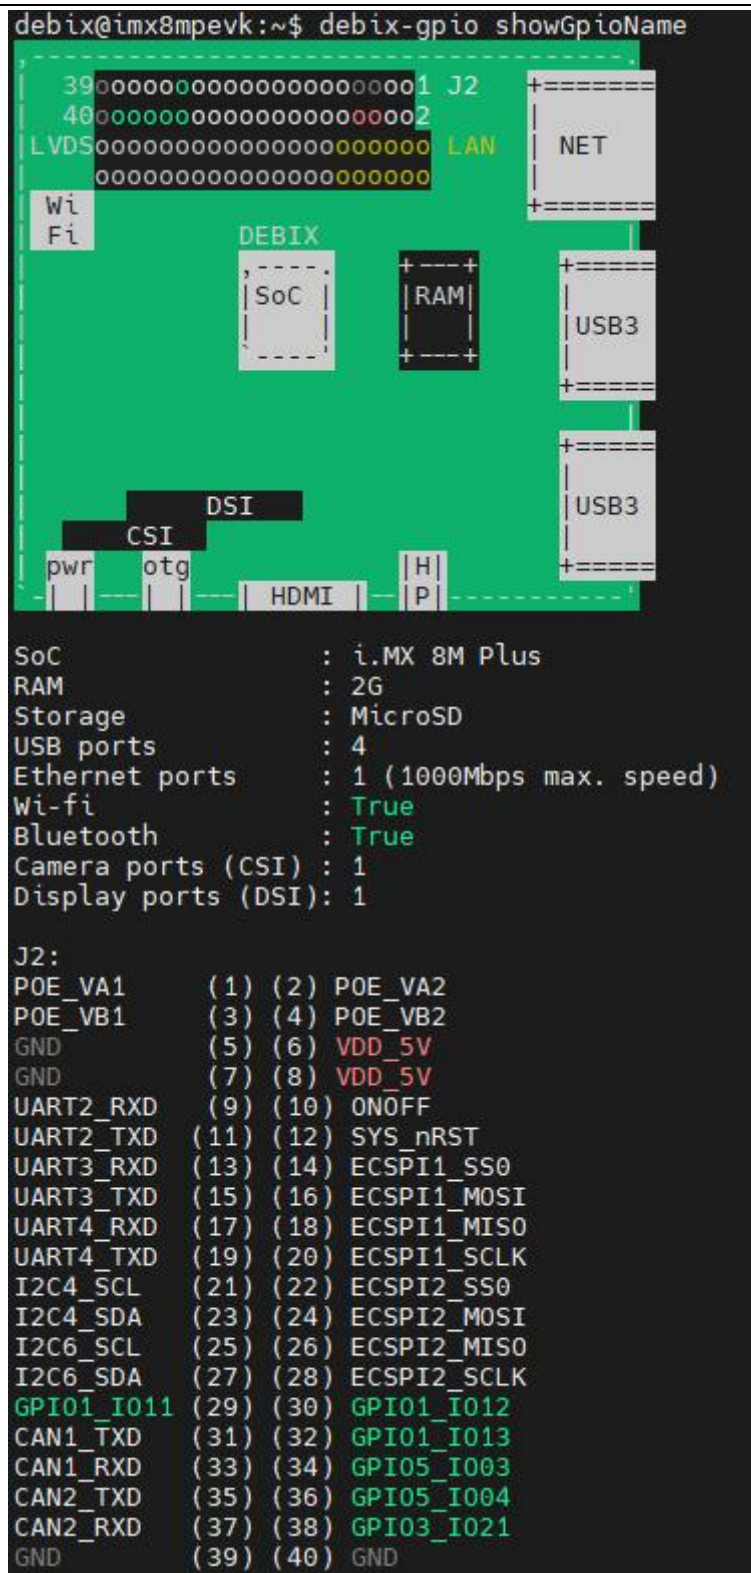 debix@imx8mpevk:~$ debix-gpio showGpioName
,--------------------------------------.
|  39oooooooooooooooooooo1 J2   +=======
|  40oooooooooooooooooooo2      |
|LVDSooooooooooooooooooooo LAN  | NET
|    ooooooooooooooooooooo      |
| Wi                            +=======
| Fi          DEBIX                    |
|             ,----.    +---+     +=====
|             |SoC |    |RAM|     |
|             |    |    |   |     |USB3
|             `----'    +---+     |
|                                 +=====
|                                      |
|                                 +=====
|                                 |
|           DSI                   |USB3
|      CSI                        |
| pwr   otg             |H|       +=====
`-| |---| |---| HDMI |--|P|-----------'
SoC                : i.MX 8M Plus
RAM                : 2G
Storage            : MicroSD
USB ports          : 4
Ethernet ports     : 1 (1000Mbps max. speed)
Wi-fi              : True
Bluetooth          : True
Camera ports (CSI) : 1
Display ports (DSI): 1
J2:
POE_VA1     (1) (2) POE_VA2
POE_VB1     (3) (4) POE_VB2
GND         (5) (6) VDD_5V
GND         (7) (8) VDD_5V
UART2_RXD   (9) (10) ONOFF
UART2_TXD  (11) (12) SYS_nRST
UART3_RXD  (13) (14) ECSPI1_SS0
UART3_TXD  (15) (16) ECSPI1_MOSI
UART4_RXD  (17) (18) ECSPI1_MISO
UART4_TXD  (19) (20) ECSPI1_SCLK
I2C4_SCL   (21) (22) ECSPI2_SS0
I2C4_SDA   (23) (24) ECSPI2_MOSI
I2C6_SCL   (25) (26) ECSPI2_MISO
I2C6_SDA   (27) (28) ECSPI2_SCLK
GPIO1_IO11 (29) (30) GPIO1_IO12
CAN1_TXD   (31) (32) GPIO1_IO13
CAN1_RXD   (33) (34) GPIO5_IO03
CAN2_TXD   (35) (36) GPIO5_IO04
CAN2_RXD   (37) (38) GPIO3_IO21
GND        (39) (40) GND